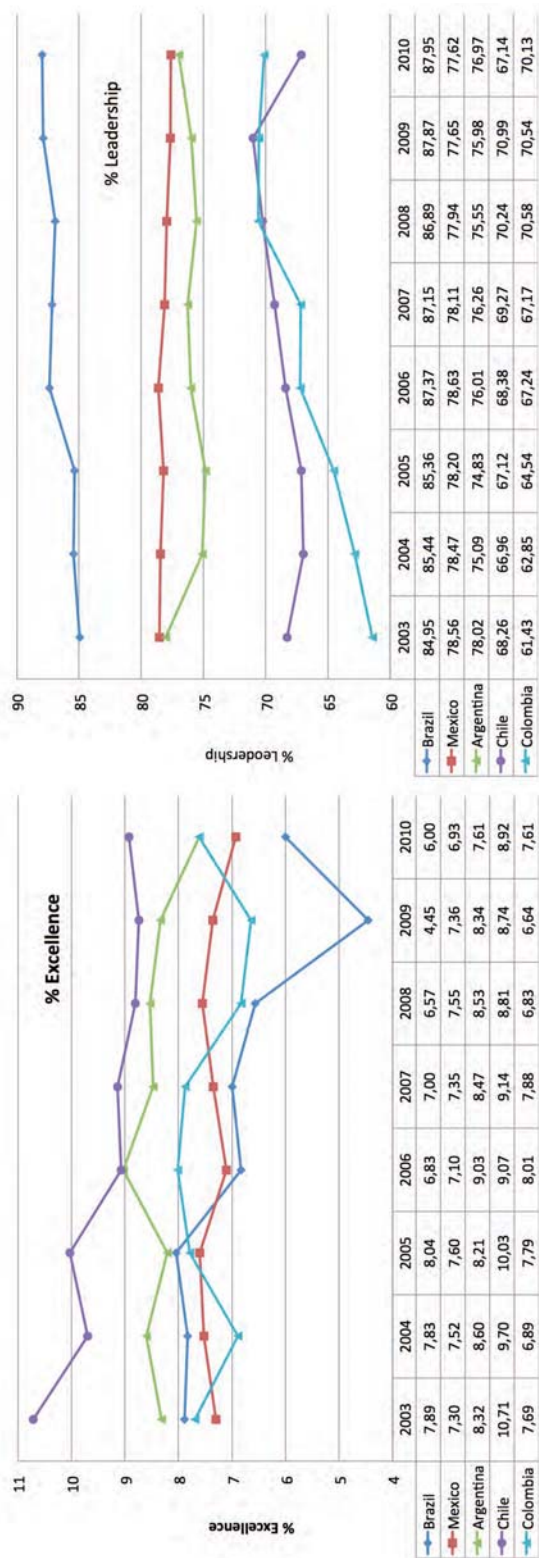 % Excellence
11
10
9
8
7
6
5
4
% Excellence
2003 2004 2005 2006 2007 2008 2009 2010
Brazil 7,89 7,83 8,04 6,83 7,00 6,57 4,45 6,00
Mexico 7,30 7,52 7,60 7,10 7,35 7,55 7,36 6,93
Argentina 8,32 8,60 8,21 9,03 8,47 8,53 8,34 7,61
Chile 10,71 9,70 10,03 9,07 9,14 8,81 8,74 8,92
Colombia 7,69 6,89 7,79 8,01 7,88 6,83 6,64 7,61
% Leadership
90
85
80
75
70
65
60
% Leodership
2003 2004 2005 2006 2007 2008 2009 2010
Brazil 84,95 85,44 85,36 87,37 87,15 86,89 87,87 87,95
Mexico 78,56 78,47 78,20 78,63 78,11 77,94 77,65 77,62
Argentina 78,02 75,09 74,83 76,01 76,26 75,55 75,98 76,97
Chile 68,26 66,96 67,12 68,38 69,27 70,24 70,99 67,14
Colombia 61,43 62,85 64,54 67,24 67,17 70,58 70,54 70,13